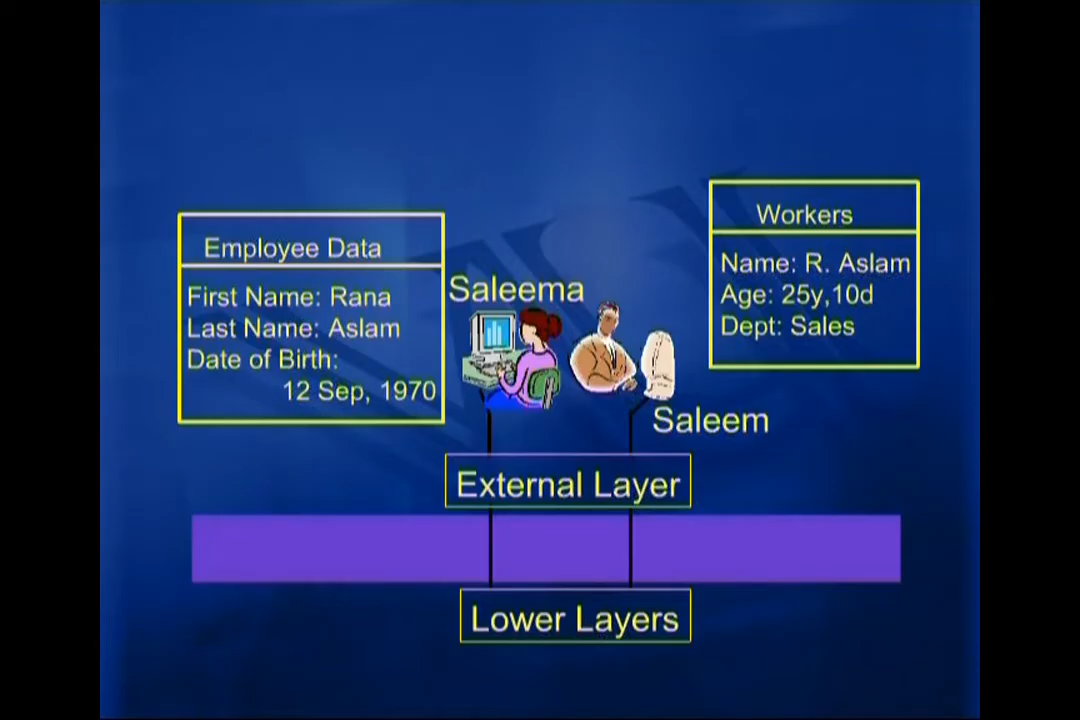 Employee Data
First Name: Rana
Last Name: Aslam
Date of Birth:
12 Sep, 1970
Saleema
Workers
Name: R. Aslam
Age: 25y,10d
Dept: Sales
Saleem
External Layer
Lower Layers